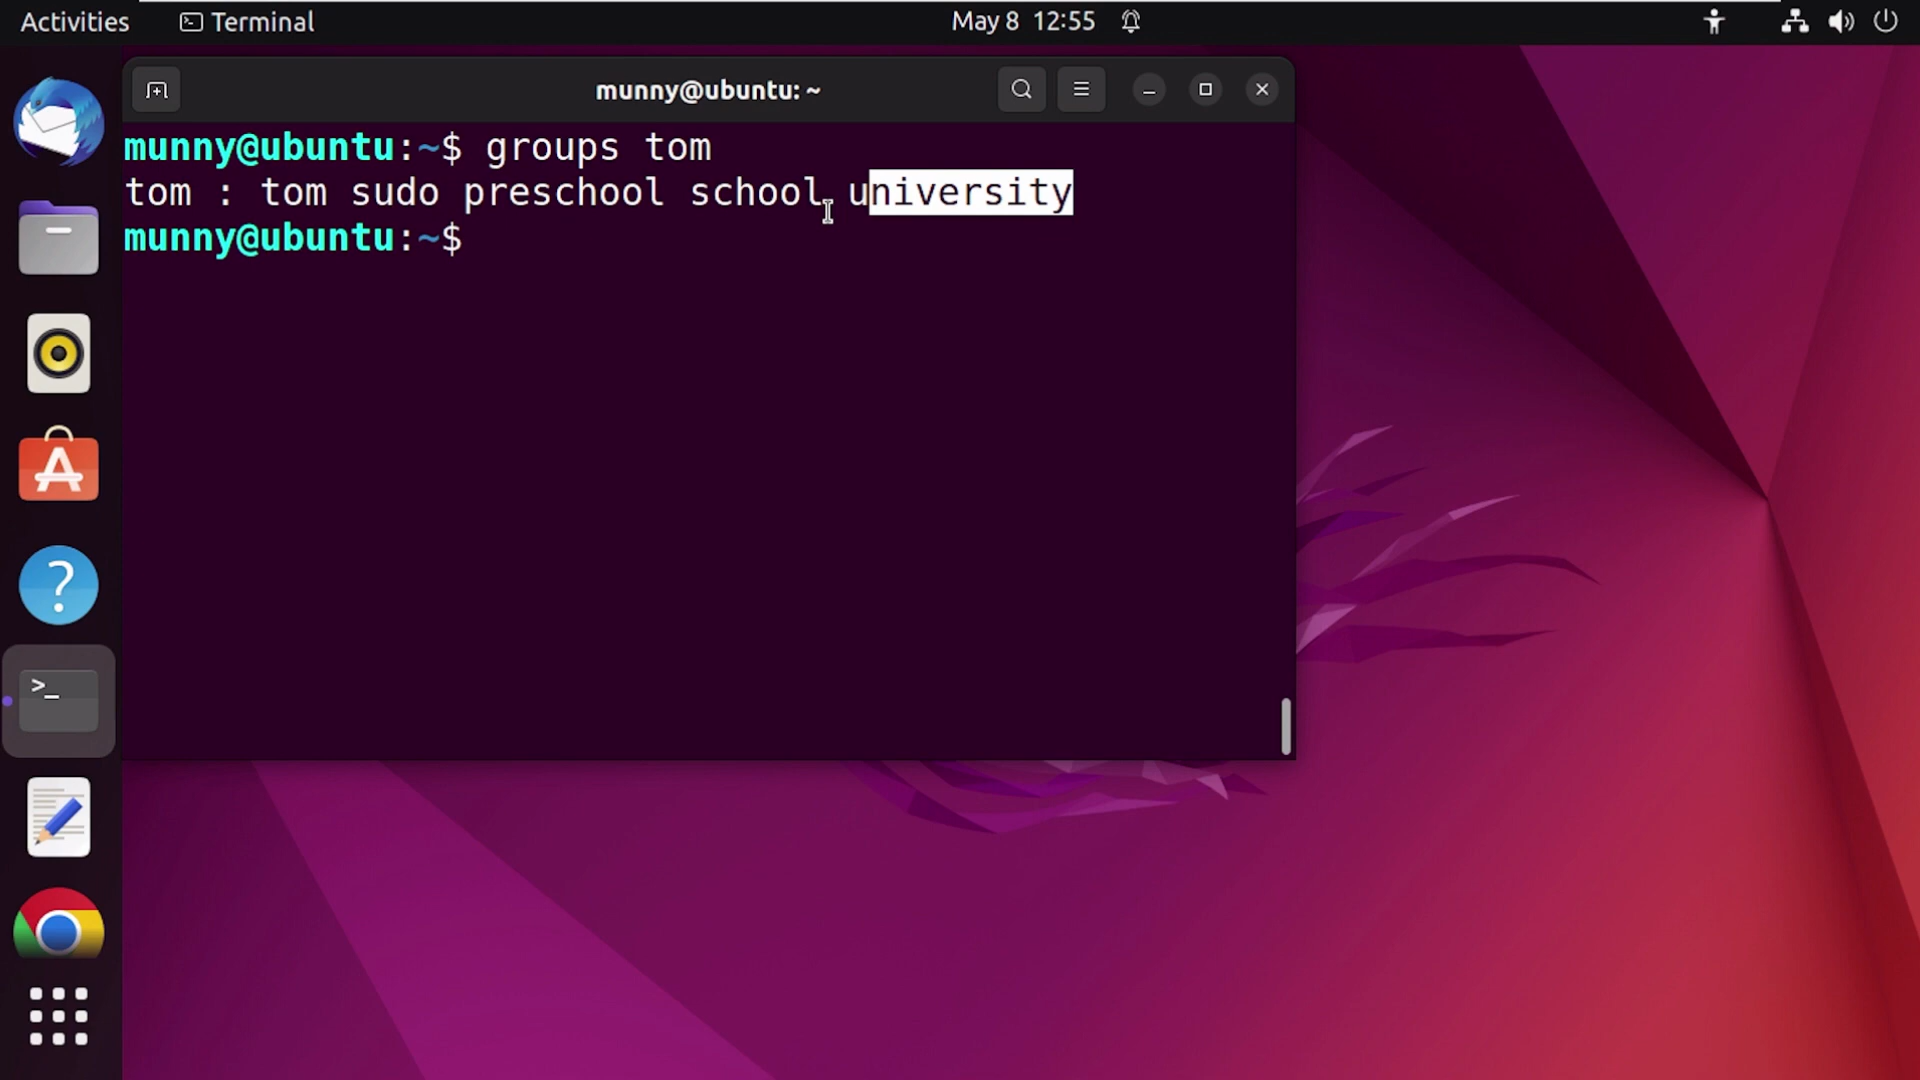 Activities Terminal May 8 12:55
munny@ubuntu: ~
munny@ubuntu:~$ groups tom
tom : tom sudo preschool school university
munny@ubuntu:~$